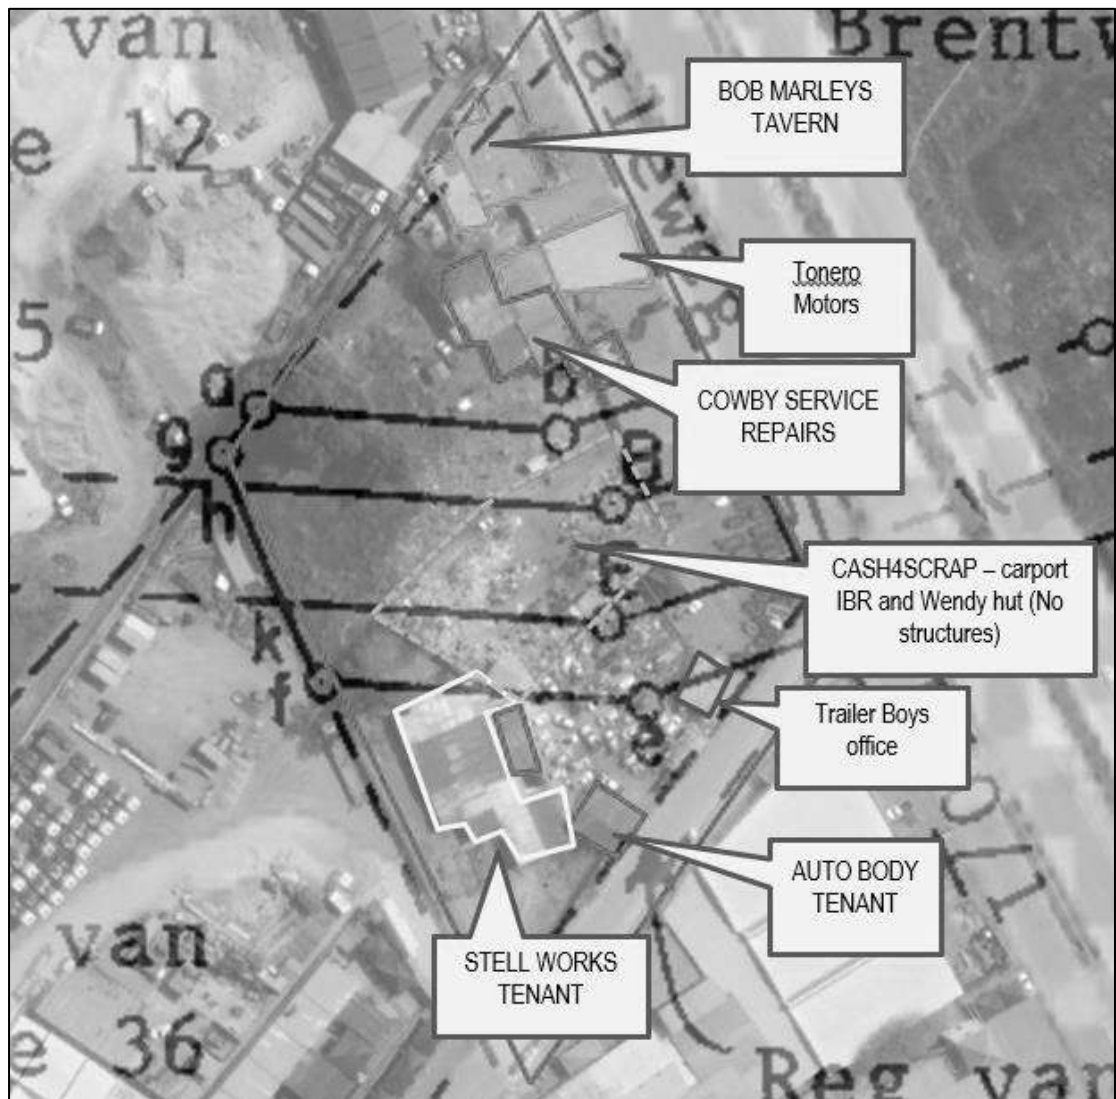 van
Brentw
e 12
BOB MARLEYS
TAVERN
5
Tonero
Motors
a
b
g
COWBY SERVICE
REPAIRS
B
h
CASH4SCRAP – carport
IBR and Wendy hut (No
structures)
k
f
Trailer Boys
office
e
AUTO BODY
TENANT
van
STELL WORKS
TENANT
e 36
Reg van